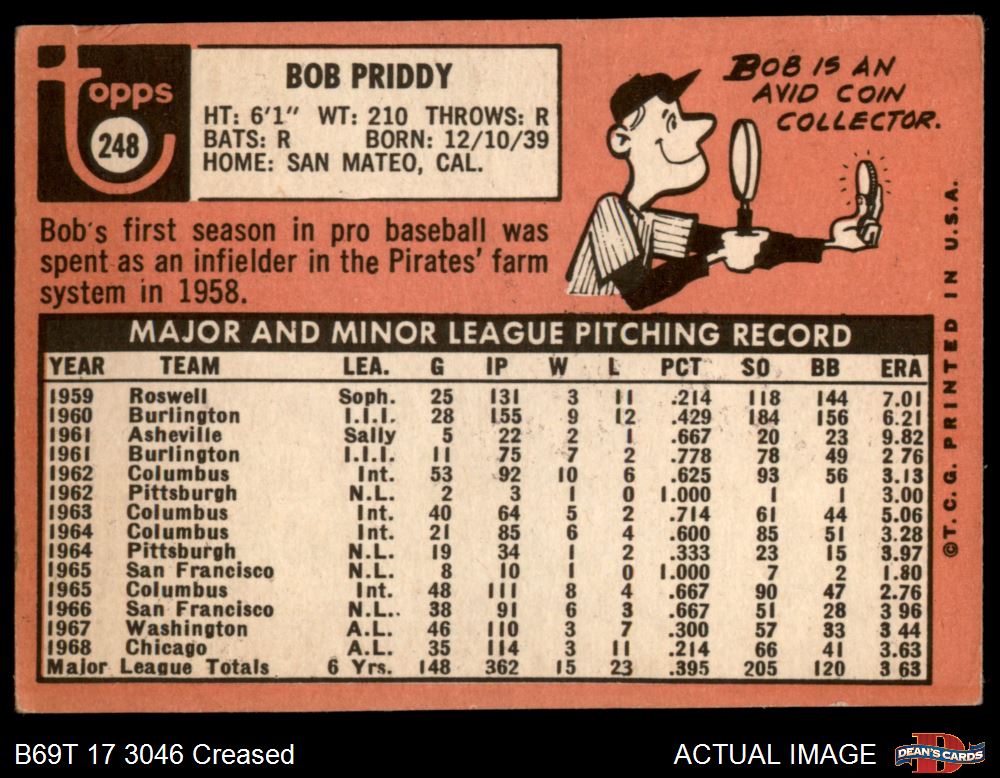 Topps
248
BOB PRIDDY
HT: 6'1" WT: 210 THROWS: R
BATS: R BORN: 12/10/39
HOME: SAN MATEO, CAL.
BOB IS AN
AVID COIN
COLLECTOR.
Bob's first season in pro baseball was
spent as an infielder in the Pirates' farm
system in 1958.
MAJOR AND MINOR LEAGUE PITCHING RECORD
YEAR TEAM LEA. G IP W L PCT SO BB ERA
1959 Roswell Soph. 25 131 3 11 .214 118 144 7.01
1960 Burlington I.I.I. 28 155 9 12 .429 184 156 6.21
1961 Asheville Sally 5 22 2 1 .667 20 23 9.82
1961 Burlington I.I.I. 11 75 7 2 .778 78 49 2 76
1962 Columbus Int. 53 92 10 6 .625 93 56 3.13
1962 Pittsburgh N.L. 2 3 1 0 1.000 1 1 3.00
1963 Columbus Int. 40 64 5 2 .714 61 44 5.06
1964 Columbus Int. 21 85 6 4 .600 85 51 3.28
1964 Pittsburgh N.L. 19 34 1 2 .333 23 15 3.97
1965 San Francisco N.L. 8 10 1 0 1.000 7 2 1.80
1965 Columbus Int. 48 111 8 4 .667 90 47 2.76
1966 San Francisco N.L. 38 91 6 3 .667 51 28 3 96
1967 Washington A.L. 46 110 3 7 .300 57 33 3 44
1968 Chicago A.L. 35 114 3 11 .214 66 41 3.63
Major League Totals 6 Yrs. 148 362 15 23 .395 205 120 3 63
©T.C.G. PRINTED IN U.S.A.
B69T 17 3046 Creased
ACTUAL IMAGE
DEAN'S CARDS